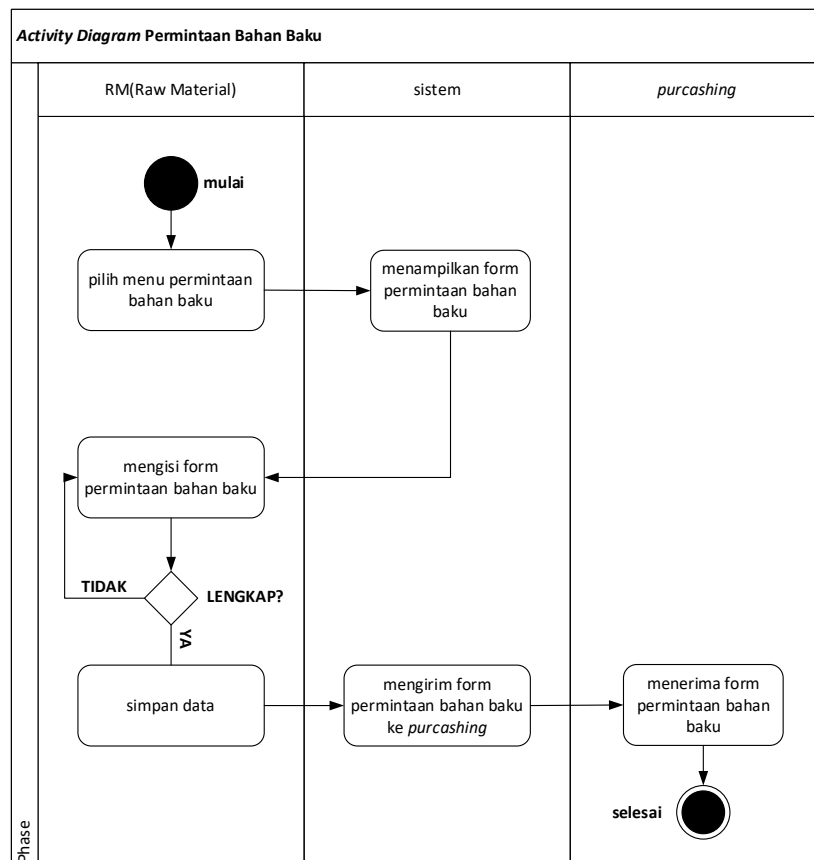 Activity Diagram Permintaan Bahan Baku
RM(Raw Material)
sistem
purcashing
mulai
pilih menu permintaan
bahan baku
menampilkan form
permintaan bahan
baku
mengisi form
permintaan bahan baku
TIDAK
LENGKAP?
YA
simpan data
mengirim form
permintaan bahan baku
ke purcashing
menerima form
permintaan bahan
baku
selesai
Phase